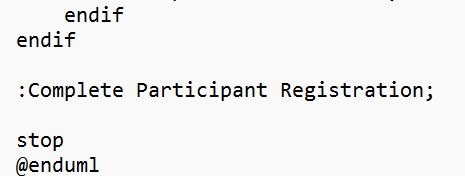 endif
endif
:Complete Participant Registration;
stop
@enduml